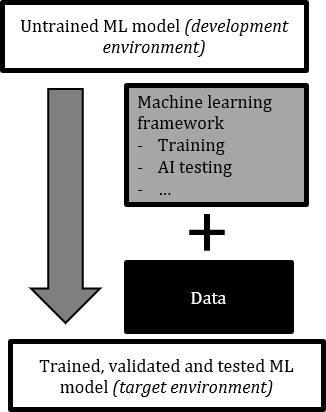 Untrained ML model (development
environment)
Machine learning
framework
- Training
- AI testing
- ...
+
Data
Trained, validated and tested ML
model (target environment)